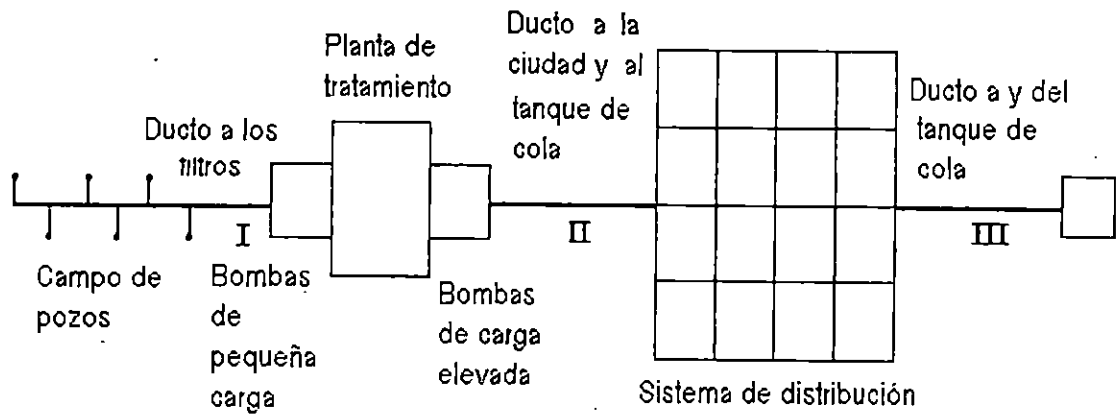 Ducto a los
filtros
Planta de
tratamiento
Ducto a la
ciudad y al
tanque de
cola
Ducto a y del
tanque de
cola
I
II
III
Campo de
pozos
Bombas
de
pequeña
carga
Bombas
de carga
elevada
Sistema de distribución